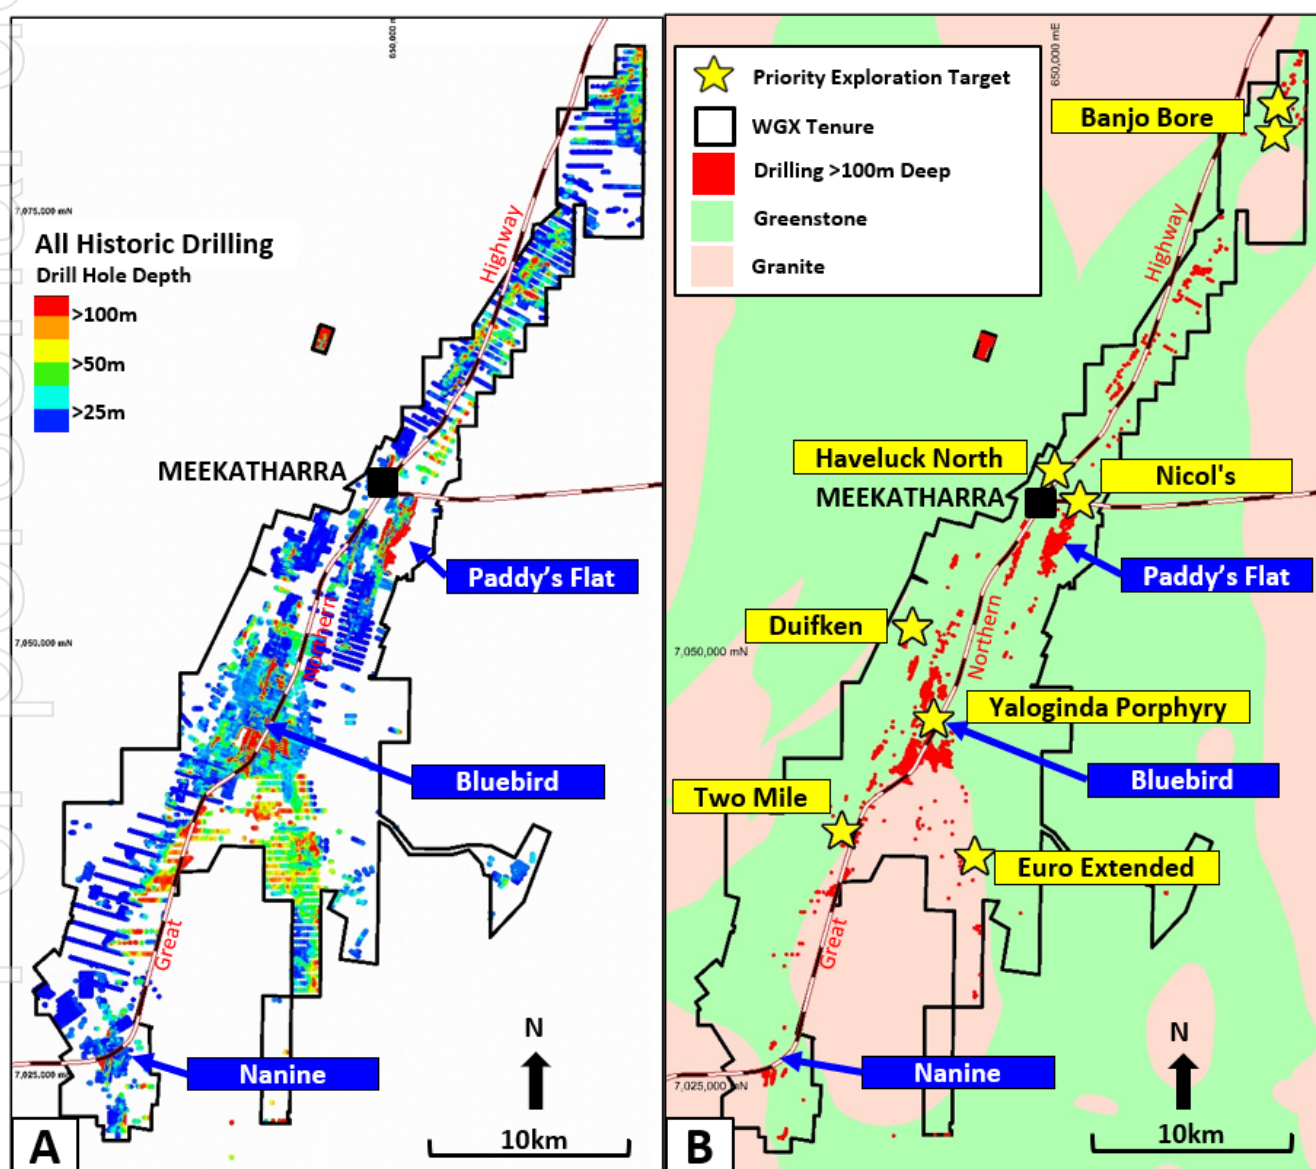 650,000 m
7,075,000 mN
All Historic Drilling
Drill Hole Depth
>100m
>50m
>25m
Highway
MEEKATHARRA
Paddy's Flat
7,050,000 mN
Northern
Bluebird
Great
Nanine
7,025,000 mN
N
10km
A
650,000 mE
Priority Exploration Target
WGX Tenure
Drilling >100m Deep
Greenstone
Granite
Banjo Bore
Highway
Haveluck North
Nicol's
MEEKATHARRA
Paddy's Flat
Duifken
7,050,000 mN
Northern
Yaloginda Porphyry
Bluebird
Two Mile
Euro Extended
Great
Nanine
7,025,000 mN
N
10km
B